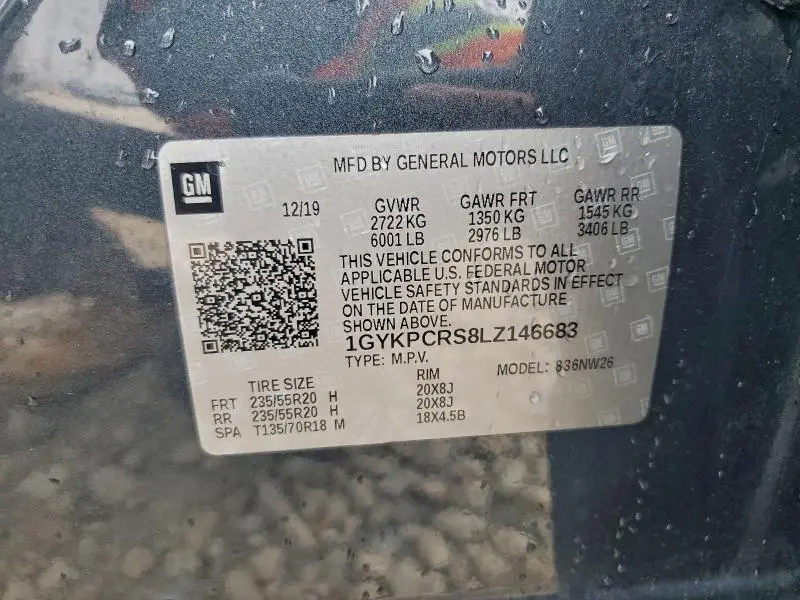 GM
MFD BY GENERAL MOTORS LLC
12/19 GVWR GAWR FRT GAWR RR
2722 KG 1350 KG 1545 KG
6001 LB 2976 LB 3406 LB
THIS VEHICLE CONFORMS TO ALL
APPLICABLE U.S. FEDERAL MOTOR
VEHICLE SAFETY STANDARDS IN EFFECT
ON THE DATE OF MANUFACTURE
SHOWN ABOVE.
1GYKPCRS8LZ146683
TYPE: M.P.V. MODEL: 836NW26
TIRE SIZE RIM
FRT 235/55R20 H 20X8J
RR 235/55R20 H 20X8J
SPA T135/70R18 M 18X4.5B